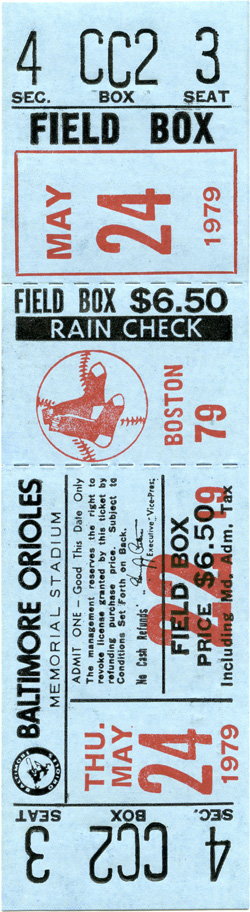 4 CC2 3
SEC. BOX SEAT
FIELD BOX
MAY
24
1979
FIELD BOX $6.50
RAIN CHECK
BOSTON
79
BALTIMORE ORIOLES
MEMORIAL STADIUM
ADMIT ONE — Good This Date Only
The management reserves the right to
revoke license granted by this ticket by
refunding purchase price. Subject to
Conditions Set Forth on Back.
No Cash Refunds
Executive Vice-Pres.
FIELD BOX
PRICE $6.50
Including Md. Adm. Tax
THU.
MAY
24
1979
SEC. BOX SEAT
4 CC2 3